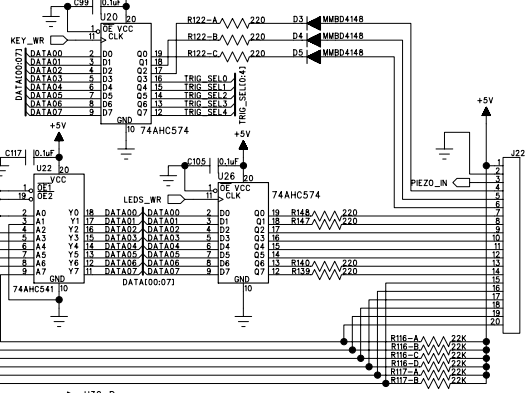 C99 0.1uF
U20 20
OE VCC
KEY_WR 11 CLK
R122-A 220 D3 MMBD4148
R122-B 220 D4 MMBD4148
R122-C 220 D5 MMBD4148
DATA00 2 D0 Q0 19
DATA01 3 D1 Q1 18
DATA02 4 D2 Q2 17
DATA03 5 D3 Q3 16 TRIG_SEL0
DATA04 6 D4 Q4 15 TRIG_SEL1
DATA05 7 D5 Q5 14 TRIG_SEL2
DATA06 8 D6 Q6 13 TRIG_SEL3
DATA07 9 D7 Q7 12 TRIG_SEL4
DATA[00:07]
TRIG_SEL[0:4]
GND
10 74AHC574
+5V
+5V
+5V
C117 0.1uF
U22 20
VCC
1 OE1
19 OE2
2 A0 Y0 18 DATA00
3 A1 Y1 17 DATA01
4 A2 Y2 16 DATA02
5 A3 Y3 15 DATA03
6 A4 Y4 14 DATA04
7 A5 Y5 13 DATA05
8 A6 Y6 12 DATA06
9 A7 Y7 11 DATA07
GND
74AHC541 10
DATA[00:07]
C105 0.1uF
U26 20
1 OE VCC
LEDS_WR 11 CLK
74AHC574
DATA00 2 D0 Q0 19 R148 220
DATA01 3 D1 Q1 18 R147 220
DATA02 4 D2 Q2 17
DATA03 5 D3 Q3 16
DATA04 6 D4 Q4 15
DATA05 7 D5 Q5 14
DATA06 8 D6 Q6 13 R140 220
DATA07 9 D7 Q7 12 R139 220
GND
10
J22
PIEZO_IN
1
2
3
4
5
6
7
8
9
10
11
12
13
14
15
16
17
18
19
20
R116-A 22K
R116-B 22K
R116-C 22K
R116-D 22K
R117-A 22K
R117-B 22K